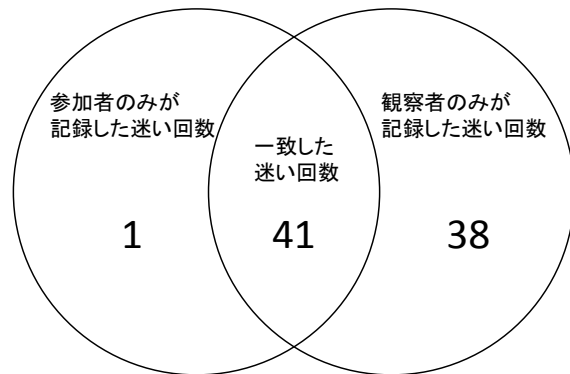 参加者のみが
記録した迷い回数
1
一致した
迷い回数
41
観察者のみが
記録した迷い回数
38